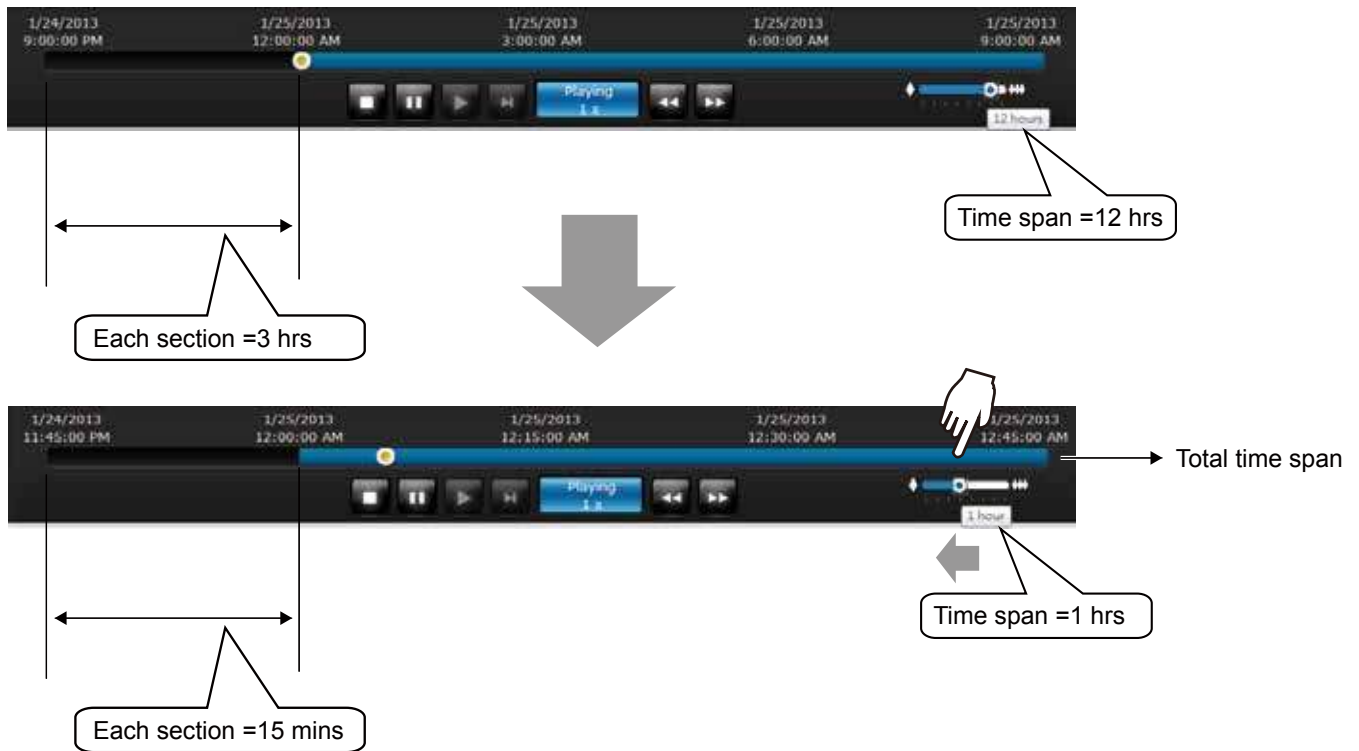 1/24/2013 1/25/2013 1/25/2013 1/25/2013 1/25/2013
9:00:00 PM 12:00:00 AM 3:00:00 AM 6:00:00 AM 9:00:00 AM
Playing
1 x
12 hours
Time span =12 hrs
Each section =3 hrs
1/24/2013 1/25/2013 1/25/2013 1/25/2013 1/25/2013
11:45:00 PM 12:00:00 AM 12:15:00 AM 12:30:00 AM 12:45:00 AM
Total time span
Playing
1 x
1 hour
Time span =1 hrs
Each section =15 mins